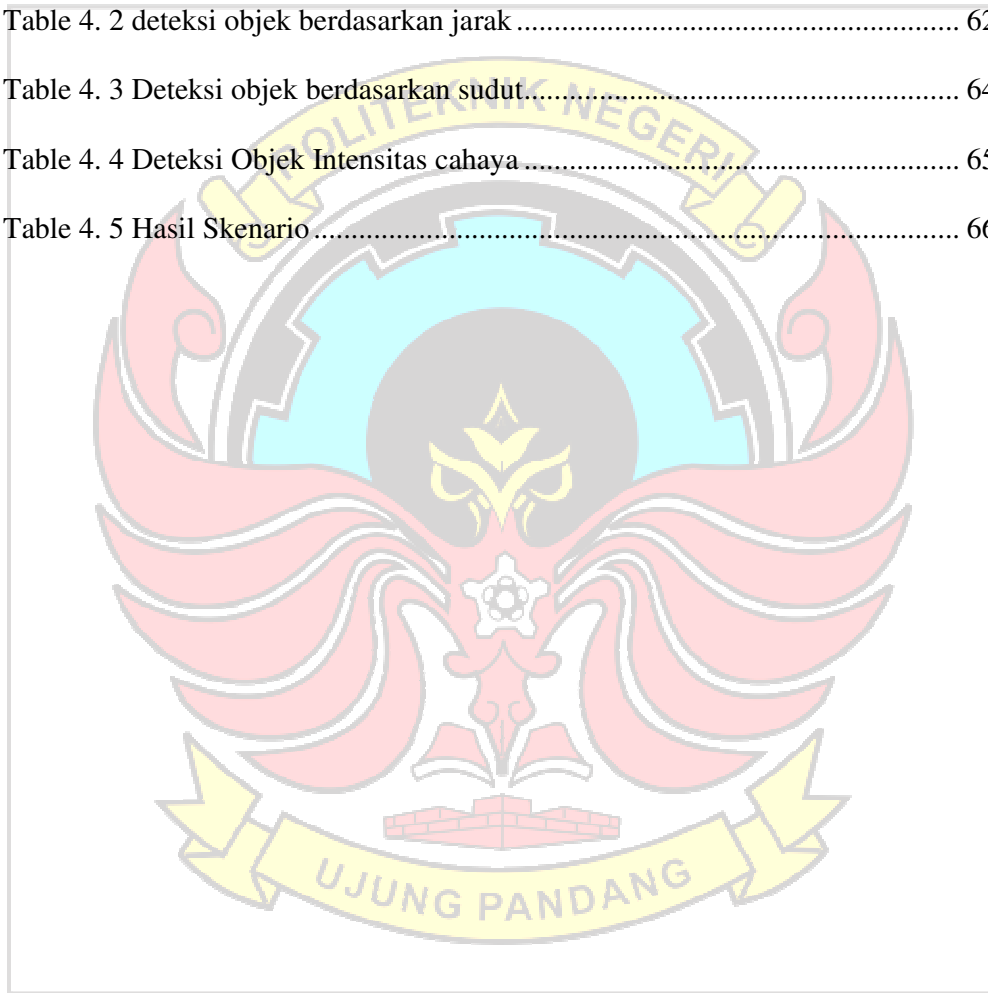 Table 4. 2 deteksi objek berdasarkan jarak ................................................................ 62
Table 4. 3 Deteksi objek berdasarkan sudut............................................................... 64
Table 4. 4 Deteksi Objek Intensitas cahaya ............................................................... 65
Table 4. 5 Hasil Skenario ............................................................................................ 66
POLITEKNIK NEGERI
UJUNG PANDANG